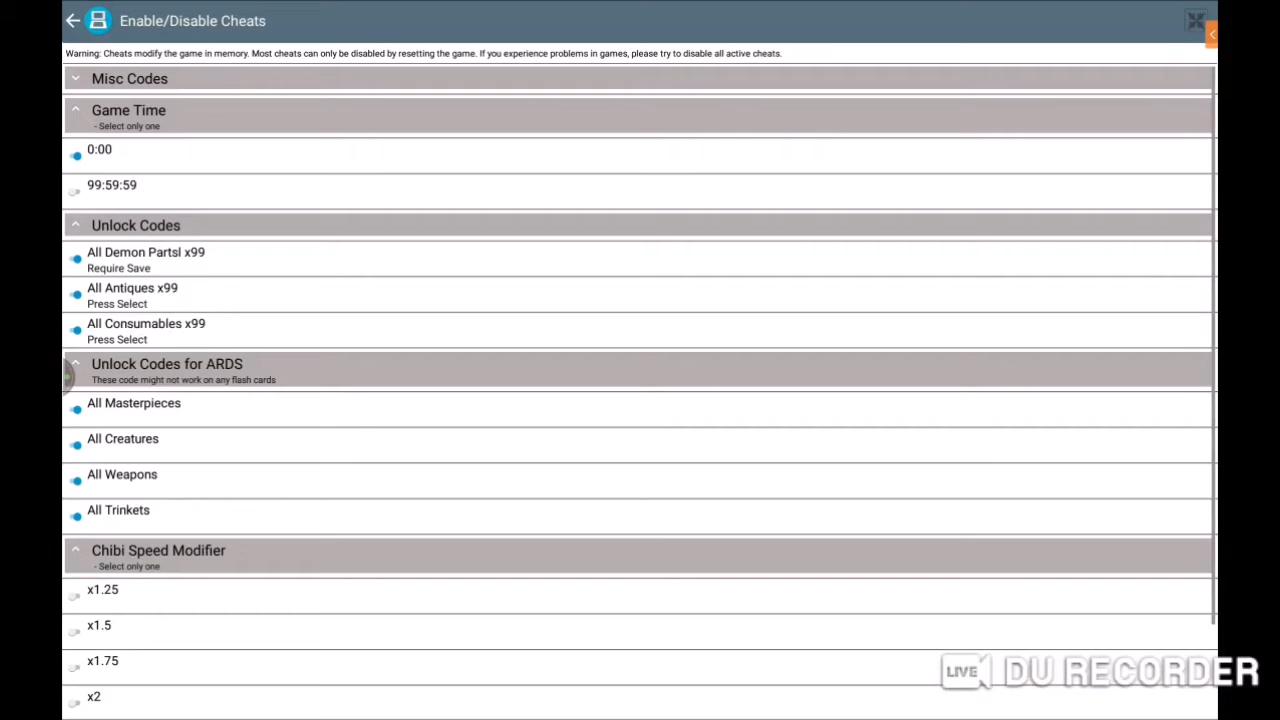 Enable/Disable Cheats
Warning: Cheats modify the game in memory. Most cheats can only be disabled by resetting the game. If you experience problems in games, please try to disable all active cheats.
Misc Codes
Game Time
- Select only one
0:00
99:59:59
Unlock Codes
All Demon Partsl x99
Require Save
All Antiques x99
Press Select
All Consumables x99
Press Select
Unlock Codes for ARDS
These code might not work on any flash cards
All Masterpieces
All Creatures
All Weapons
All Trinkets
Chibi Speed Modifier
- Select only one
x1.25
x1.5
x1.75
x2
LIVE DU RECORDER